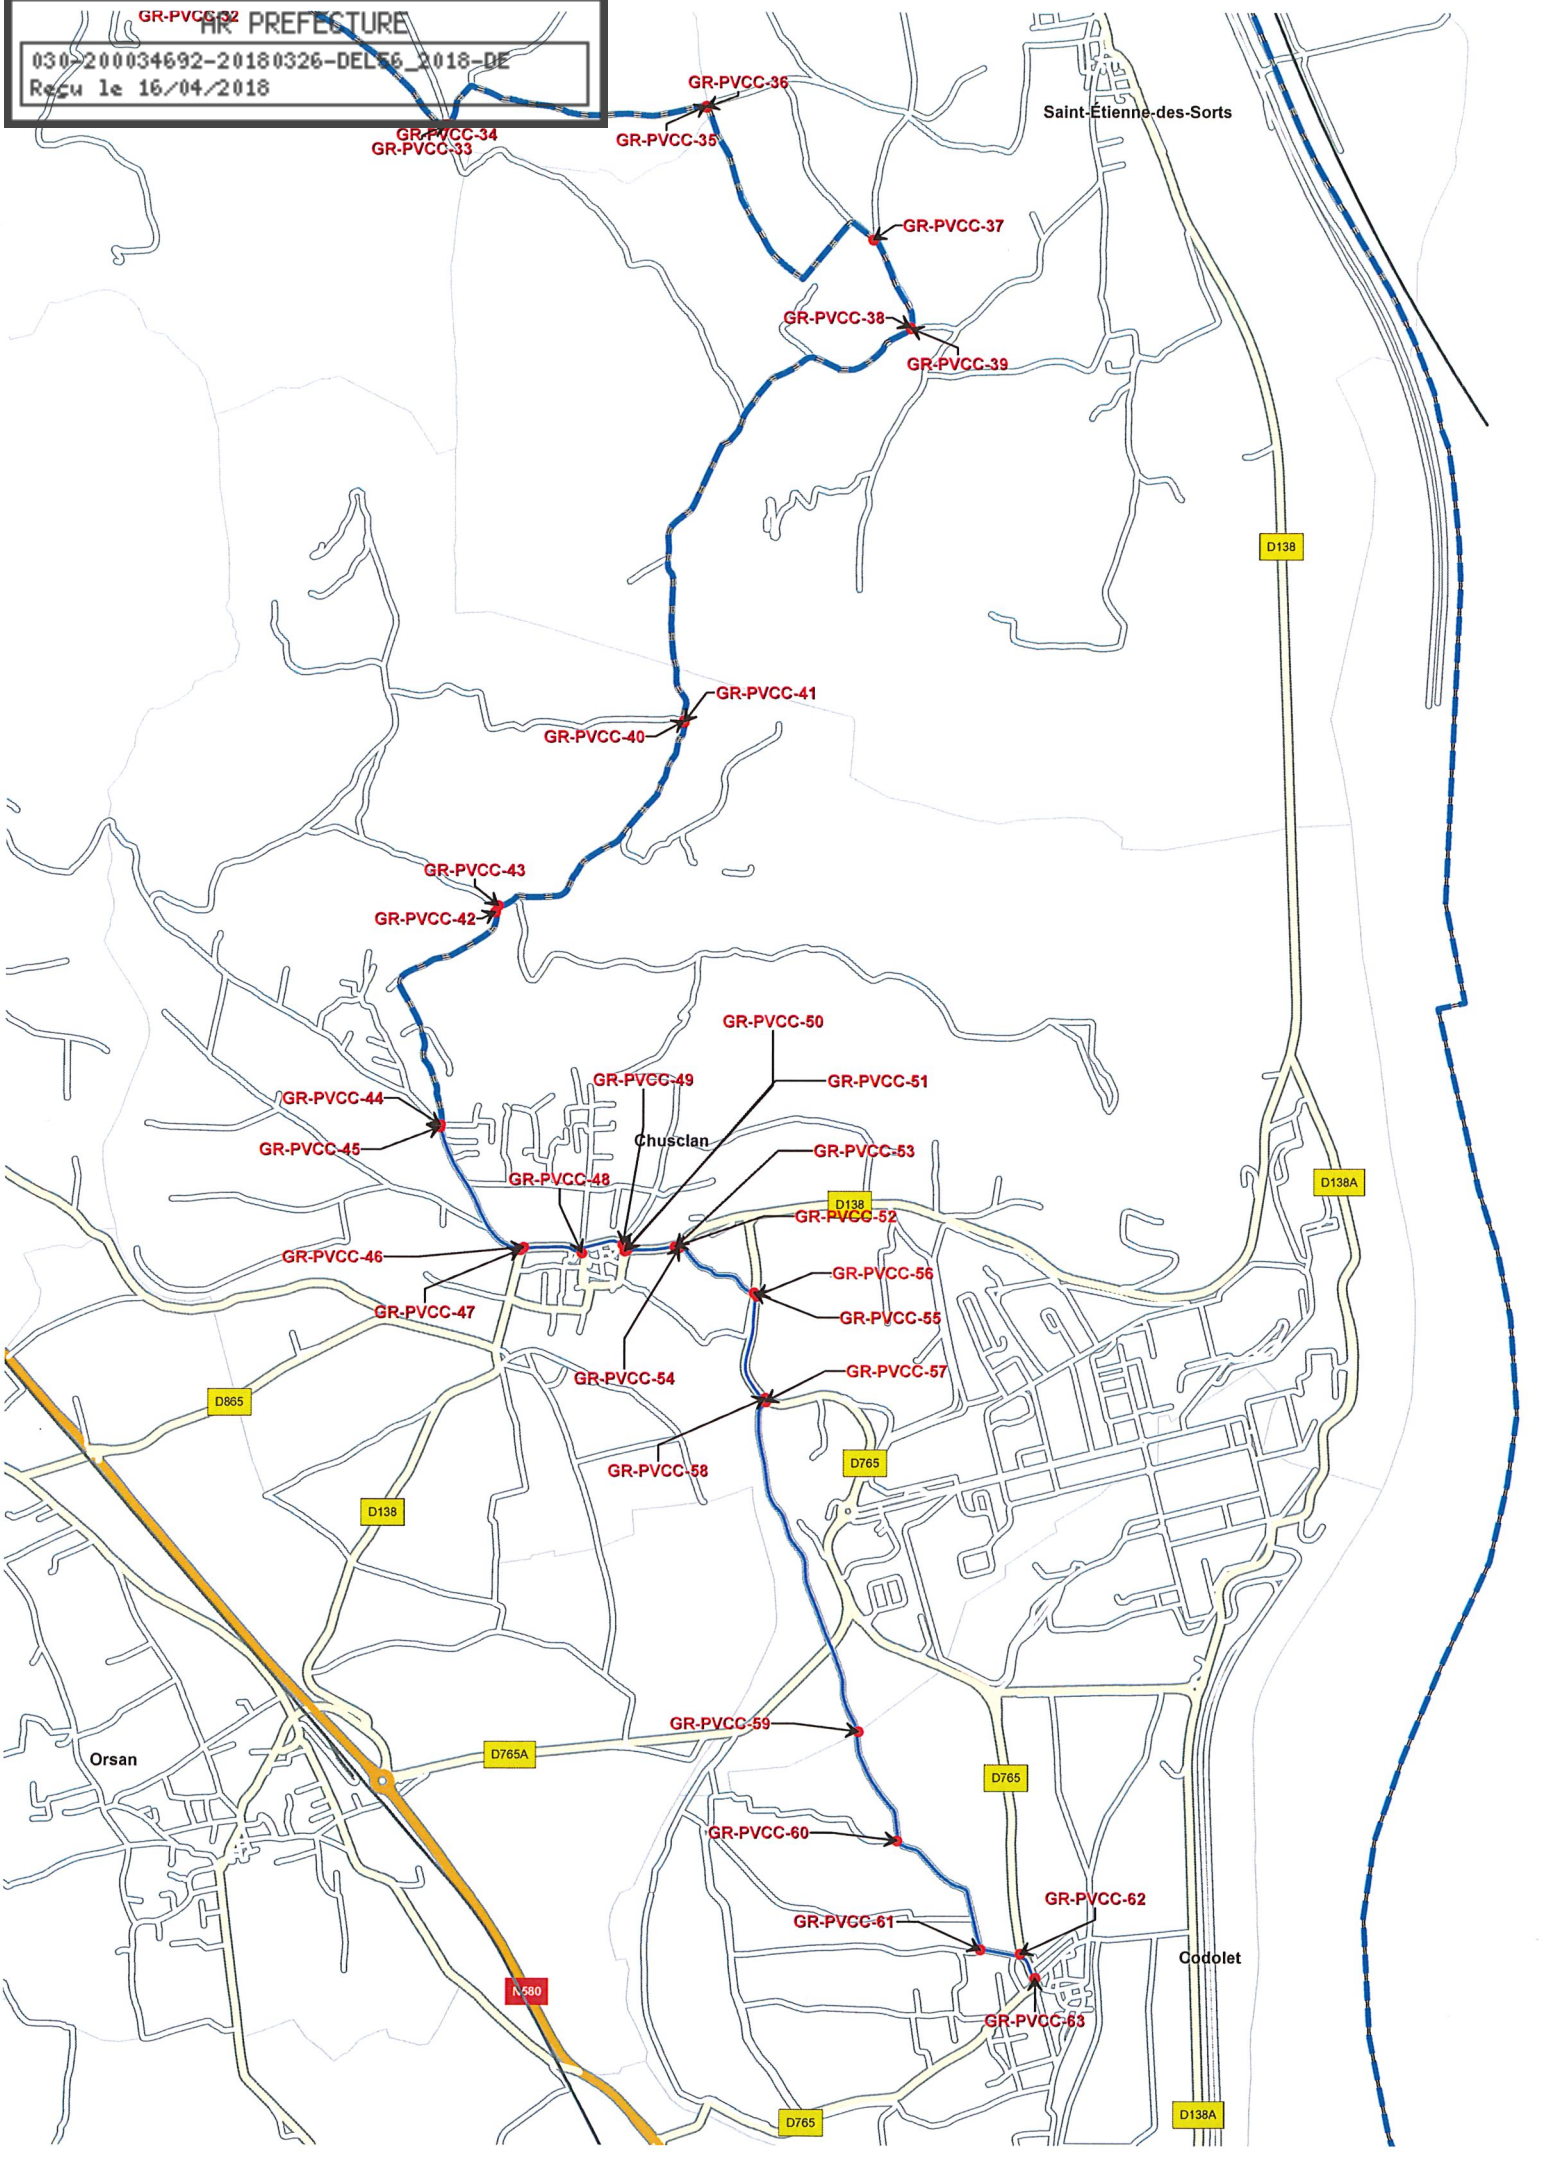 GR-PVCC-32
AR PREFECTURE
030-200034692-20180326-DEL56_2018-DE
Reçu le 16/04/2018
GR-PVCC-36
Saint-Étienne-des-Sorts
GR-PVCC-34
GR-PVCC-35
GR-PVCC-33
GR-PVCC-37
GR-PVCC-38
GR-PVCC-39
D138
GR-PVCC-41
GR-PVCC-40
GR-PVCC-43
GR-PVCC-42
GR-PVCC-50
GR-PVCC-49
GR-PVCC-51
GR-PVCC-44
Chusclan
GR-PVCC-45
GR-PVCC-53
GR-PVCC-48
D138A
D138
GR-PVCC-52
GR-PVCC-46
GR-PVCC-56
GR-PVCC-47
GR-PVCC-55
GR-PVCC-57
GR-PVCC-54
D865
D765
GR-PVCC-58
D138
GR-PVCC-59
D765A
Orsan
D765
GR-PVCC-60
GR-PVCC-62
GR-PVCC-61
Codolet
N580
GR-PVCC-63
D138A
D765